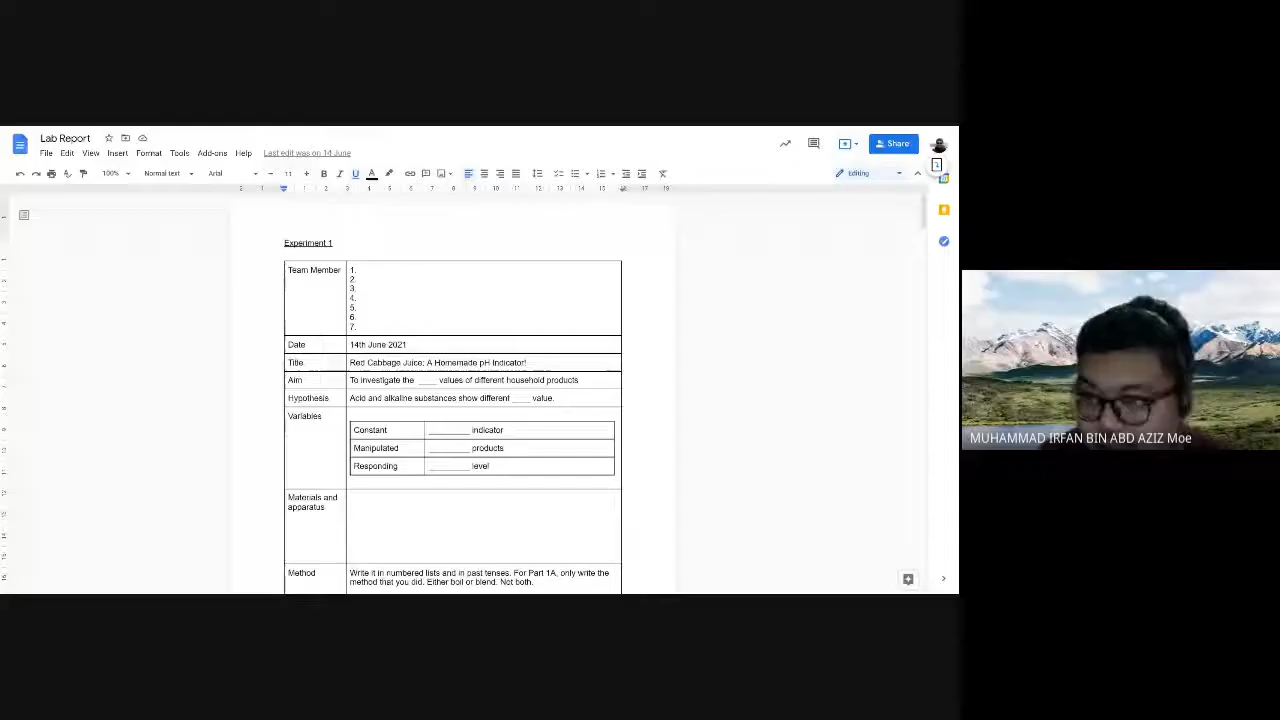 Lab Report
File Edit View Insert Format Tools Add-ons Help Last edit was on 14 June
Share
100% Normal text Arial 11 Editing
Experiment 1
Team Member 1.
2.
3.
4.
5.
6.
7.
Date 14th June 2021
Title Red Cabbage Juice: A Homemade pH Indicator!
Aim To investigate the ____ values of different household products
Hypothesis Acid and alkaline substances show different ____ value.
Variables
Constant _________ indicator
Manipulated _________ products
Responding _________ level
Materials and
apparatus
Method Write it in numbered lists and in past tenses. For Part 1A, only write the
method that you did. Either boil or blend. Not both.
MUHAMMAD IRFAN BIN ABD AZIZ Moe